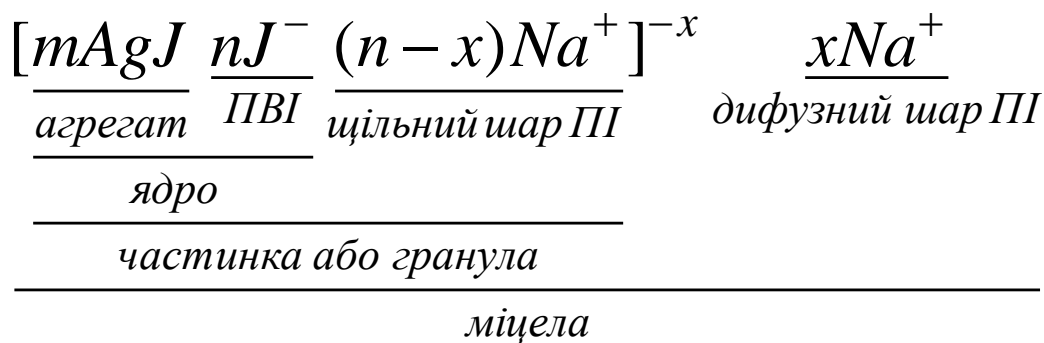 [mAgJ nJ⁻ (n − x)Na⁺]⁻ˣ xNa⁺
агрегат ПВІ щільний шар ПІ дифузний шар ПІ
ядро
частинка або гранула
міцела